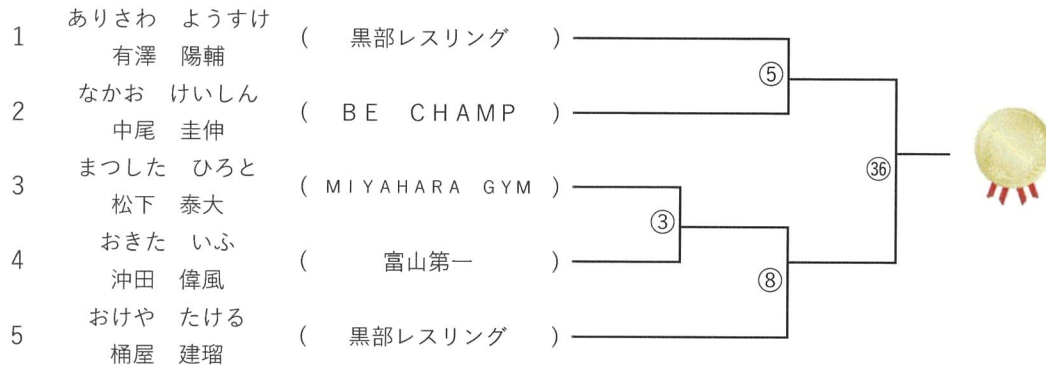 ありさわ　ようすけ
1　有澤　陽輔　(　黒部レスリング　)
なかお　けいしん
2　中尾　圭伸　(　ＢＥ　ＣＨＡＭＰ　)
まつした　ひろと
3　松下　泰大　(　ＭＩＹＡＨＡＲＡ　ＧＹＭ　)
おきた　いふ
4　沖田　偉風　(　富山第一　)
おけや　たける
5　桶屋　建瑠　(　黒部レスリング　)
⑤
㊱
③
⑧